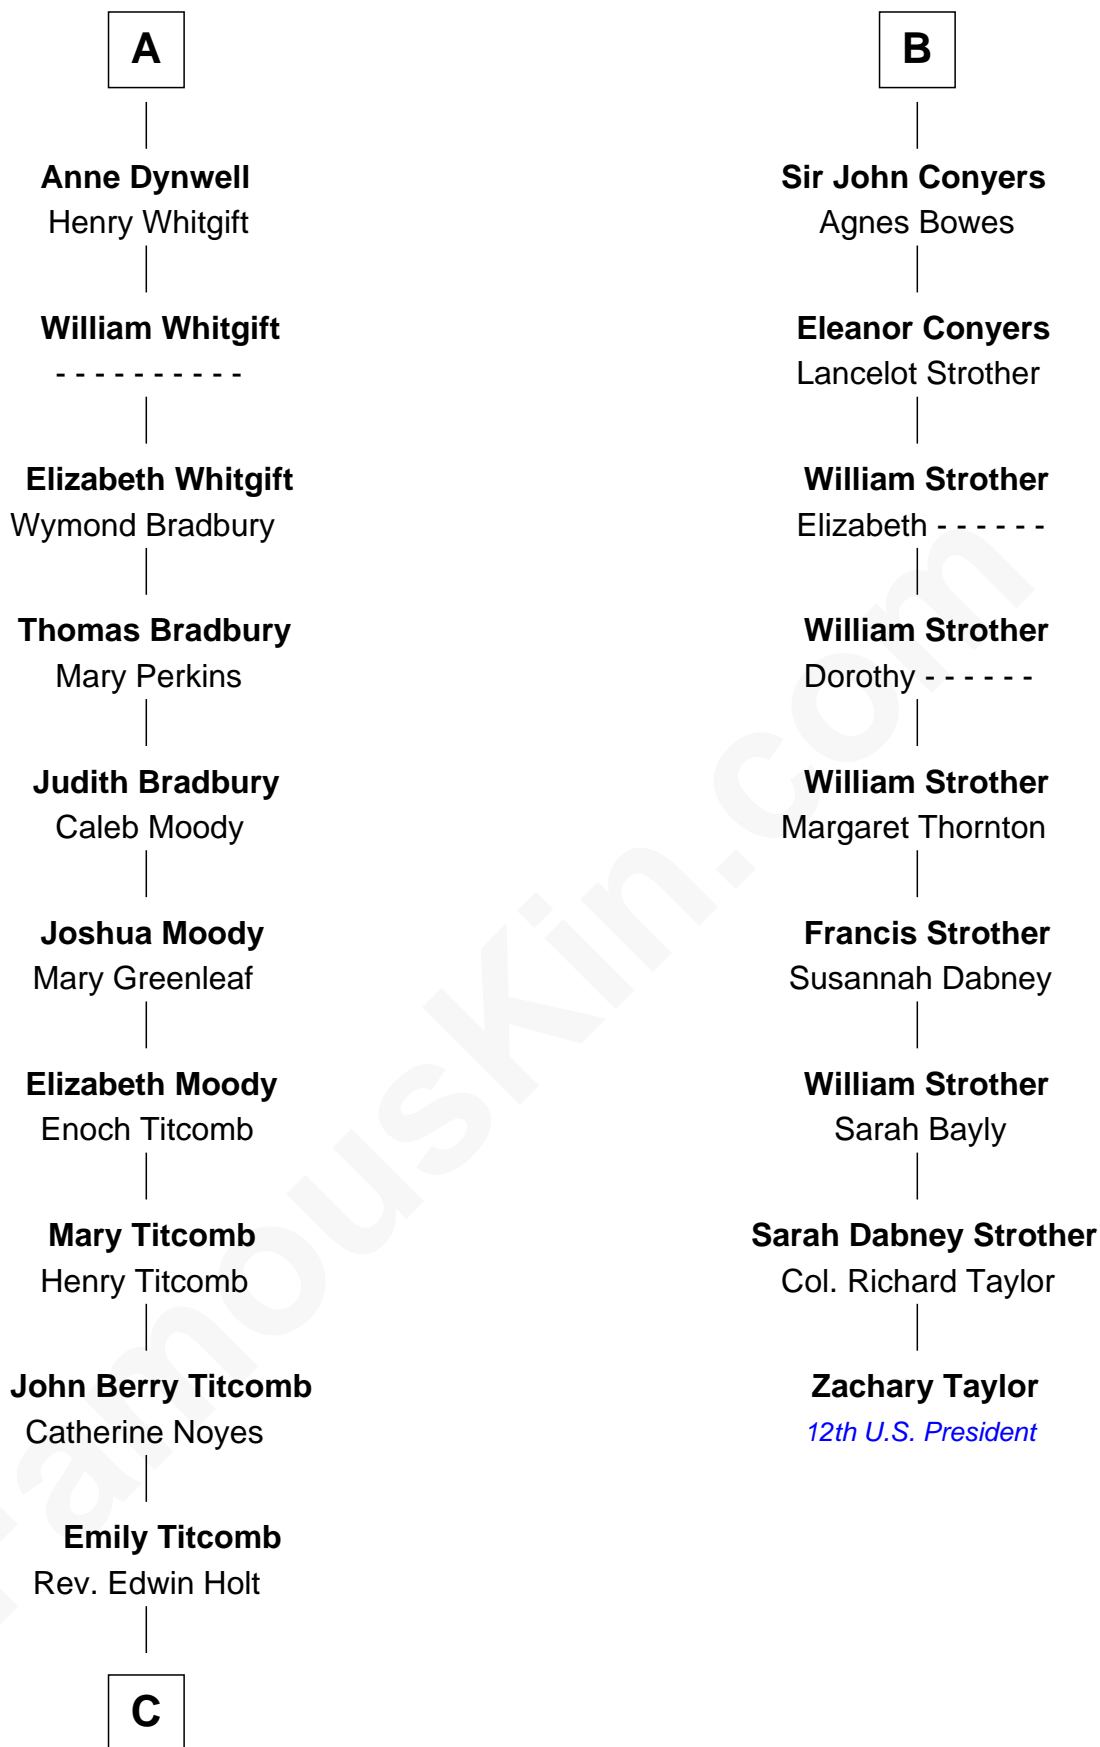 A
Anne Dynwell
Henry Whitgift
William Whitgift
- - - - - - - - - -
Elizabeth Whitgift
Wymond Bradbury
Thomas Bradbury
Mary Perkins
Judith Bradbury
Caleb Moody
Joshua Moody
Mary Greenleaf
Elizabeth Moody
Enoch Titcomb
Mary Titcomb
Henry Titcomb
John Berry Titcomb
Catherine Noyes
Emily Titcomb
Rev. Edwin Holt
C
B
Sir John Conyers
Agnes Bowes
Eleanor Conyers
Lancelot Strother
William Strother
Elizabeth - - - - - -
William Strother
Dorothy - - - - - -
William Strother
Margaret Thornton
Francis Strother
Susannah Dabney
William Strother
Sarah Bayly
Sarah Dabney Strother
Col. Richard Taylor
Zachary Taylor
12th U.S. President
FamousKin.com